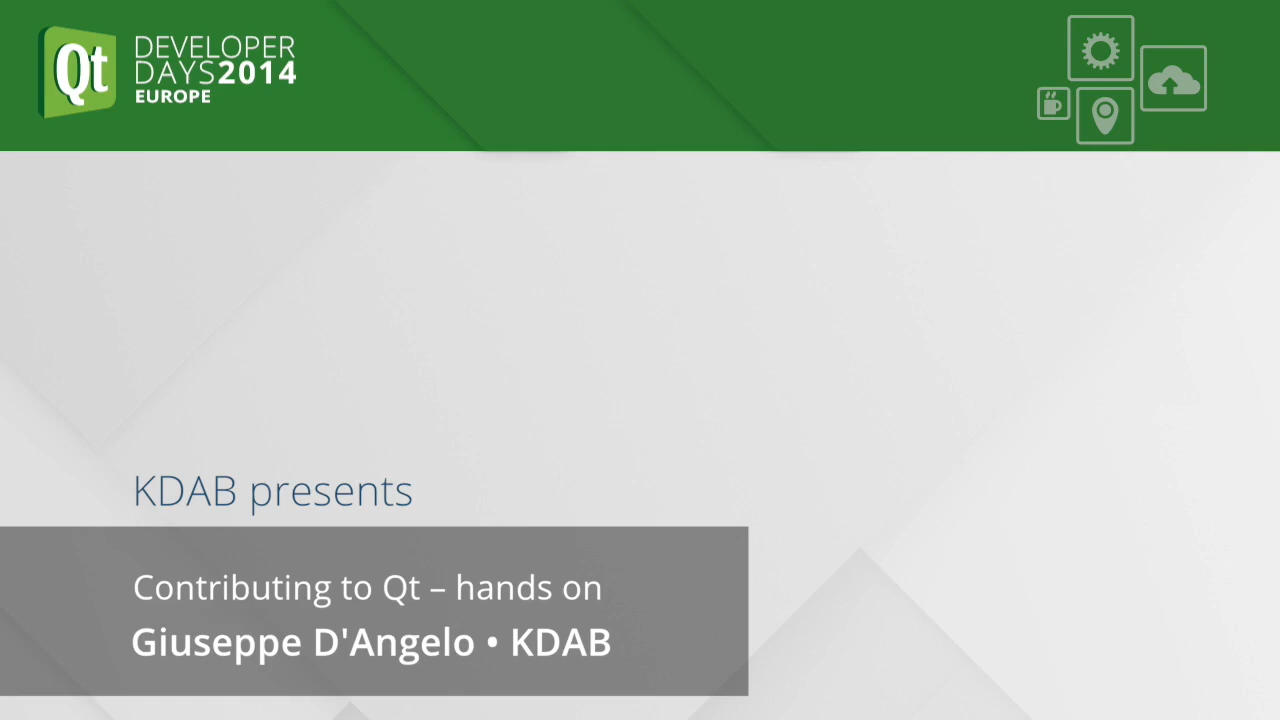 Qt
DEVELOPER
DAYS2014
EUROPE
KDAB presents
Contributing to Qt – hands on
Giuseppe D'Angelo • KDAB